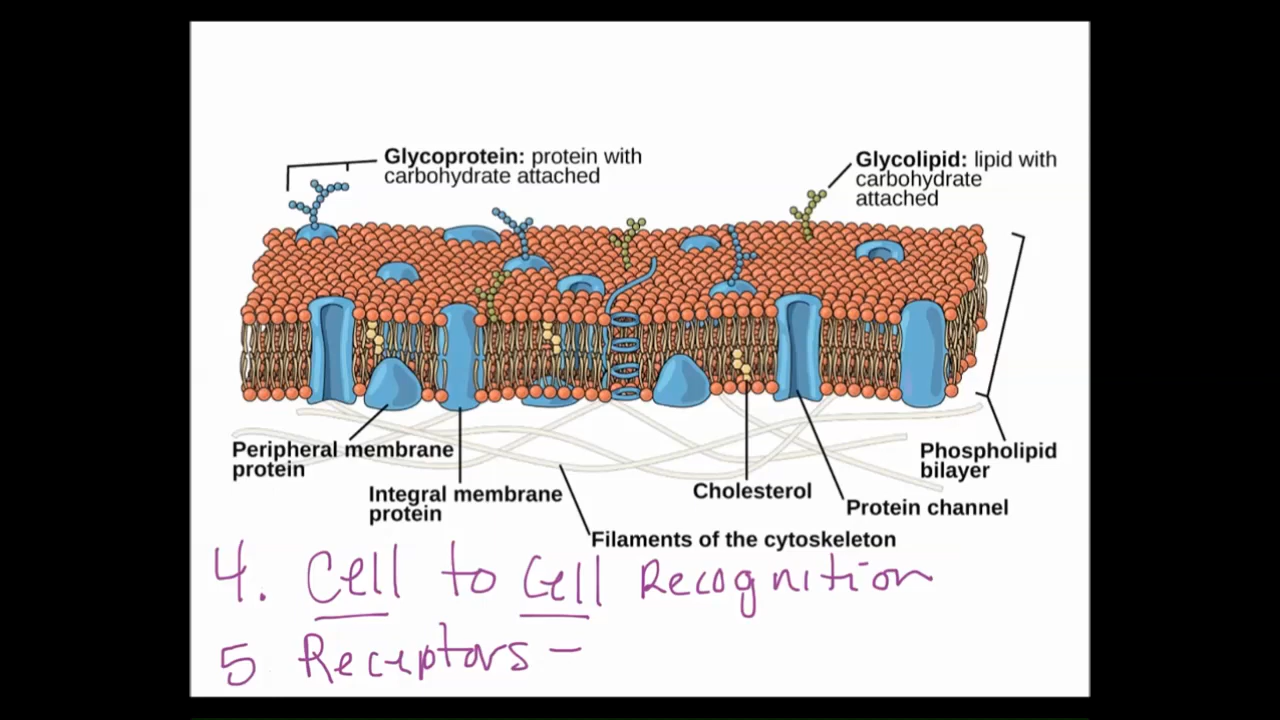 Glycoprotein: protein with
carbohydrate attached
Glycolipid: lipid with
carbohydrate
attached
Peripheral membrane
protein
Integral membrane
protein
Filaments of the cytoskeleton
Cholesterol
Protein channel
Phospholipid
bilayer
4. Cell to Cell Recognition
5 Receptors -